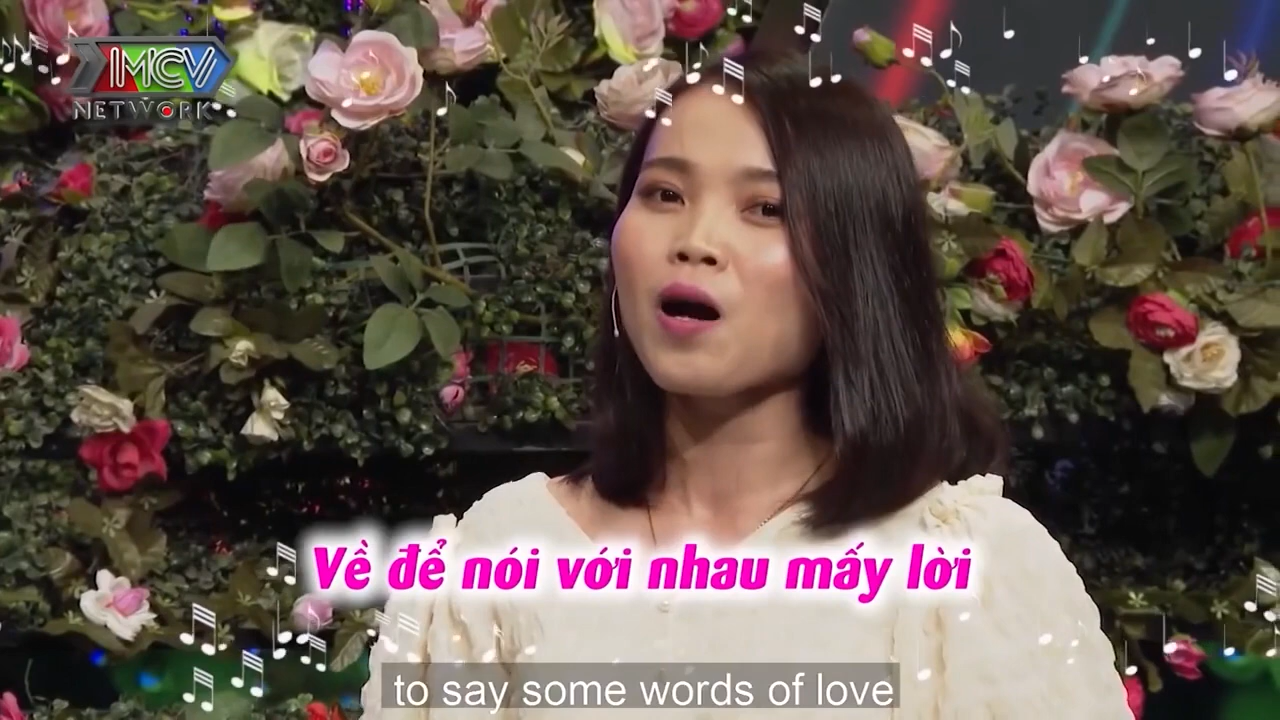 MCV
NETWORK
Về để nói với nhau mấy lời
to say some words of love